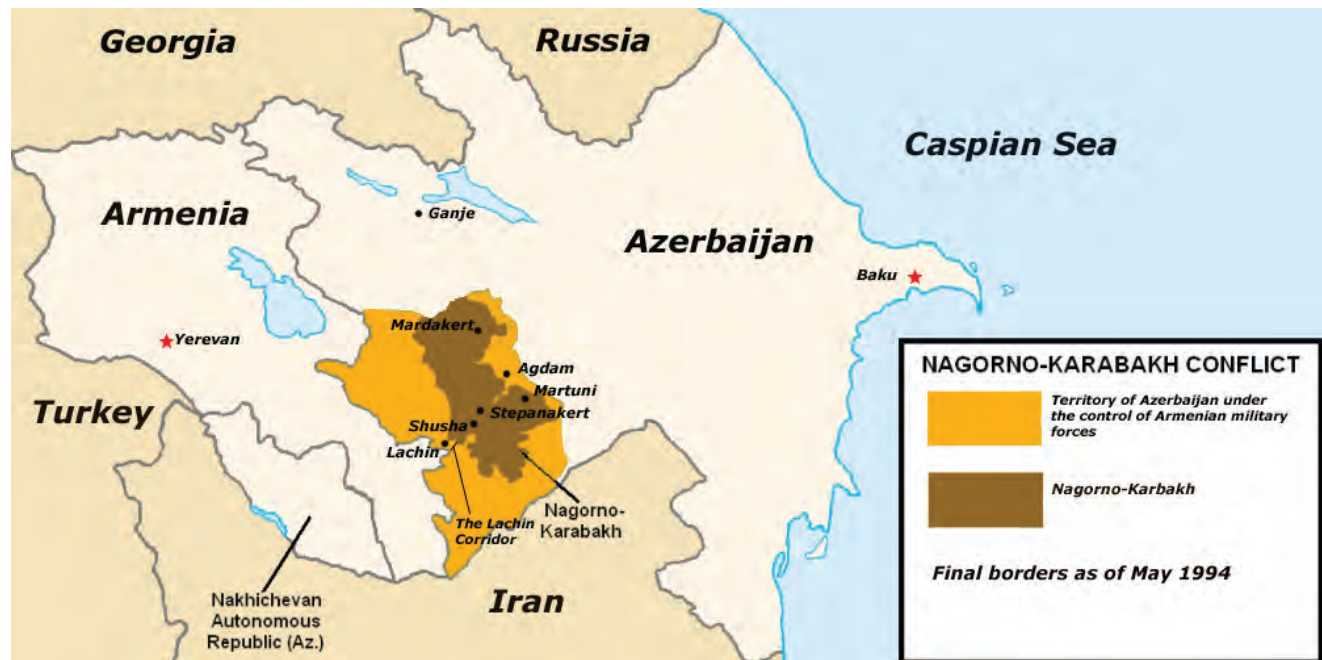 Georgia
Russia
Caspian Sea
Armenia
Ganje
Azerbaijan
Baku
Mardakert
Yerevan
Agdam
Martuni
Turkey
Stepanakert
Shusha
Lachin
The Lachin
Corridor
Nagorno-
Karabakh
Nakhichevan
Autonomous
Republic (Az.)
Iran
NAGORNO-KARABAKH CONFLICT
Territory of Azerbaijan under
the control of Armenian military
forces
Nagorno-Karbakh
Final borders as of May 1994